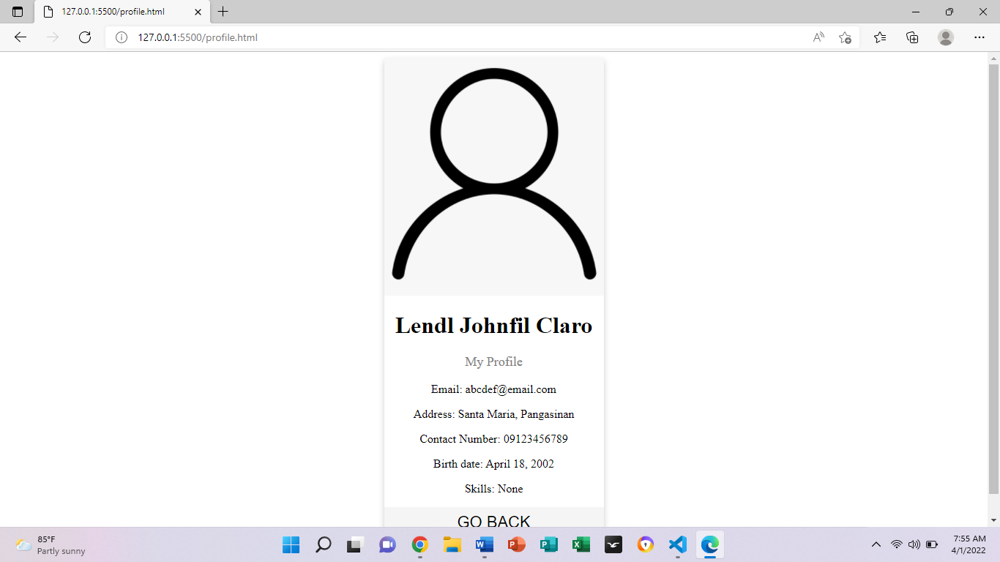 127.0.0.1:5500/profile.html
127.0.0.1:5500/profile.html
Lendl Johnfil Claro
My Profile
Email: abcdef@email.com
Address: Santa Maria, Pangasinan
Contact Number: 09123456789
Birth date: April 18, 2002
Skills: None
GO BACK
85°F
Partly sunny
7:55 AM
4/1/2022